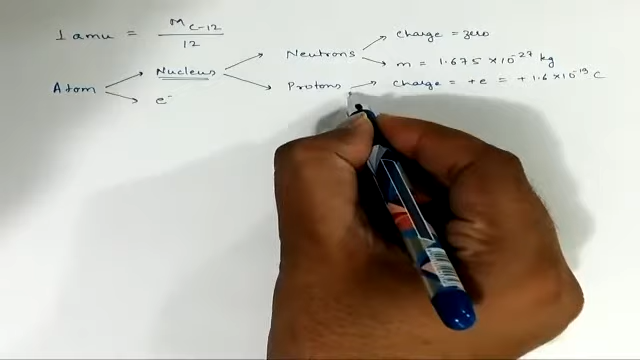 1 amu = M C-12 / 12
Neutrons
charge = zero
m = 1.675 × 10^-27 kg
Atom
Nucleus
e^-
Protons
charge = +e = + 1.6 × 10^-19 C